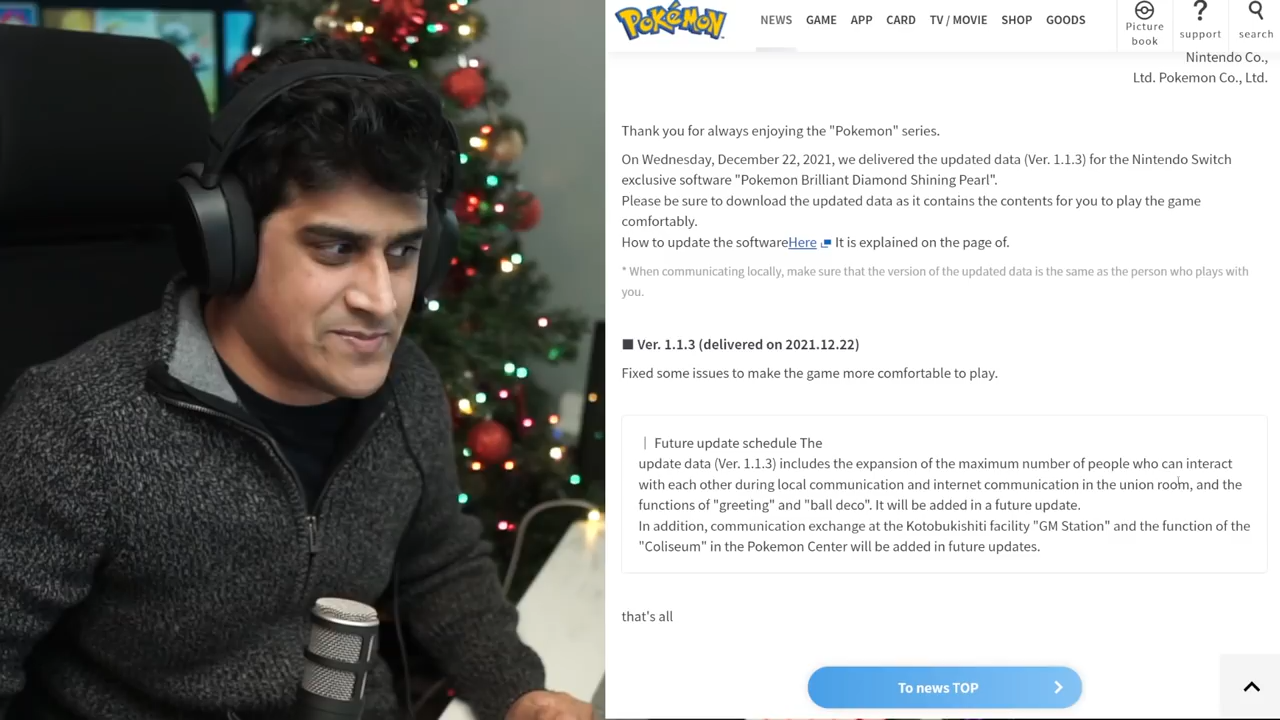 POKéMON
NEWS GAME APP CARD TV / MOVIE SHOP GOODS
Picture book
support
search
Nintendo Co.,
Ltd. Pokemon Co., Ltd.
Thank you for always enjoying the "Pokemon" series.
On Wednesday, December 22, 2021, we delivered the updated data (Ver. 1.1.3) for the Nintendo Switch
exclusive software "Pokemon Brilliant Diamond Shining Pearl".
Please be sure to download the updated data as it contains the contents for you to play the game
comfortably.
How to update the softwareHere It is explained on the page of.
* When communicating locally, make sure that the version of the updated data is the same as the person who plays with
you.
■ Ver. 1.1.3 (delivered on 2021.12.22)
Fixed some issues to make the game more comfortable to play.
| Future update schedule The
update data (Ver. 1.1.3) includes the expansion of the maximum number of people who can interact
with each other during local communication and internet communication in the union room, and the
functions of "greeting" and "ball deco". It will be added in a future update.
In addition, communication exchange at the Kotobukishiti facility "GM Station" and the function of the
"Coliseum" in the Pokemon Center will be added in future updates.
that's all
To news TOP